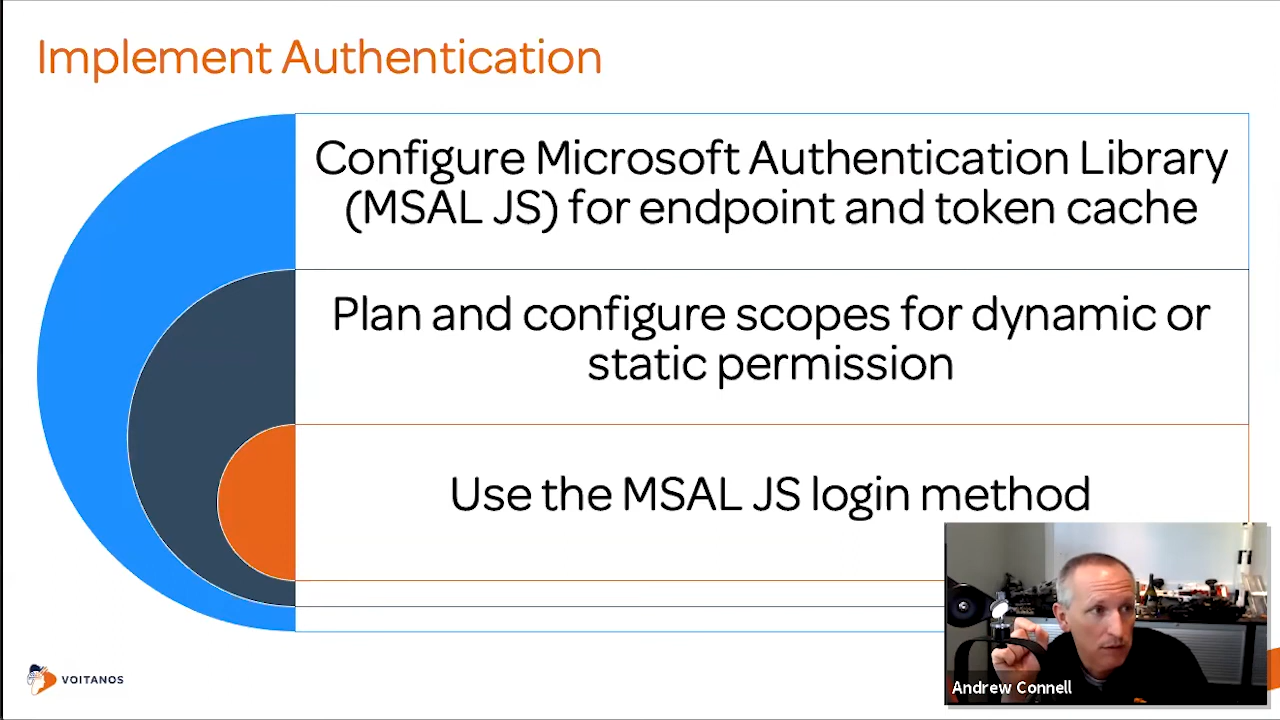 Implement Authentication
Configure Microsoft Authentication Library
(MSAL JS) for endpoint and token cache
Plan and configure scopes for dynamic or
static permission
Use the MSAL JS login method
VOITANOS
Andrew Connell